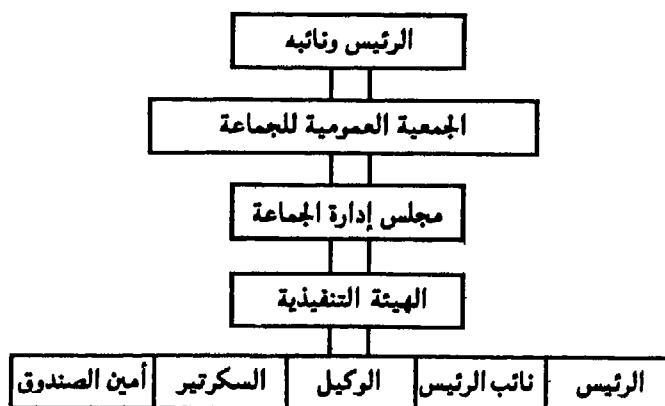 الرئيس ونائبه
الجمعية العمومية للجماعة
مجلس إدارة الجماعة
الهيئة التنفيذية
الرئيس نائب الرئيس الوكيل السكرتير أمين الصندوق